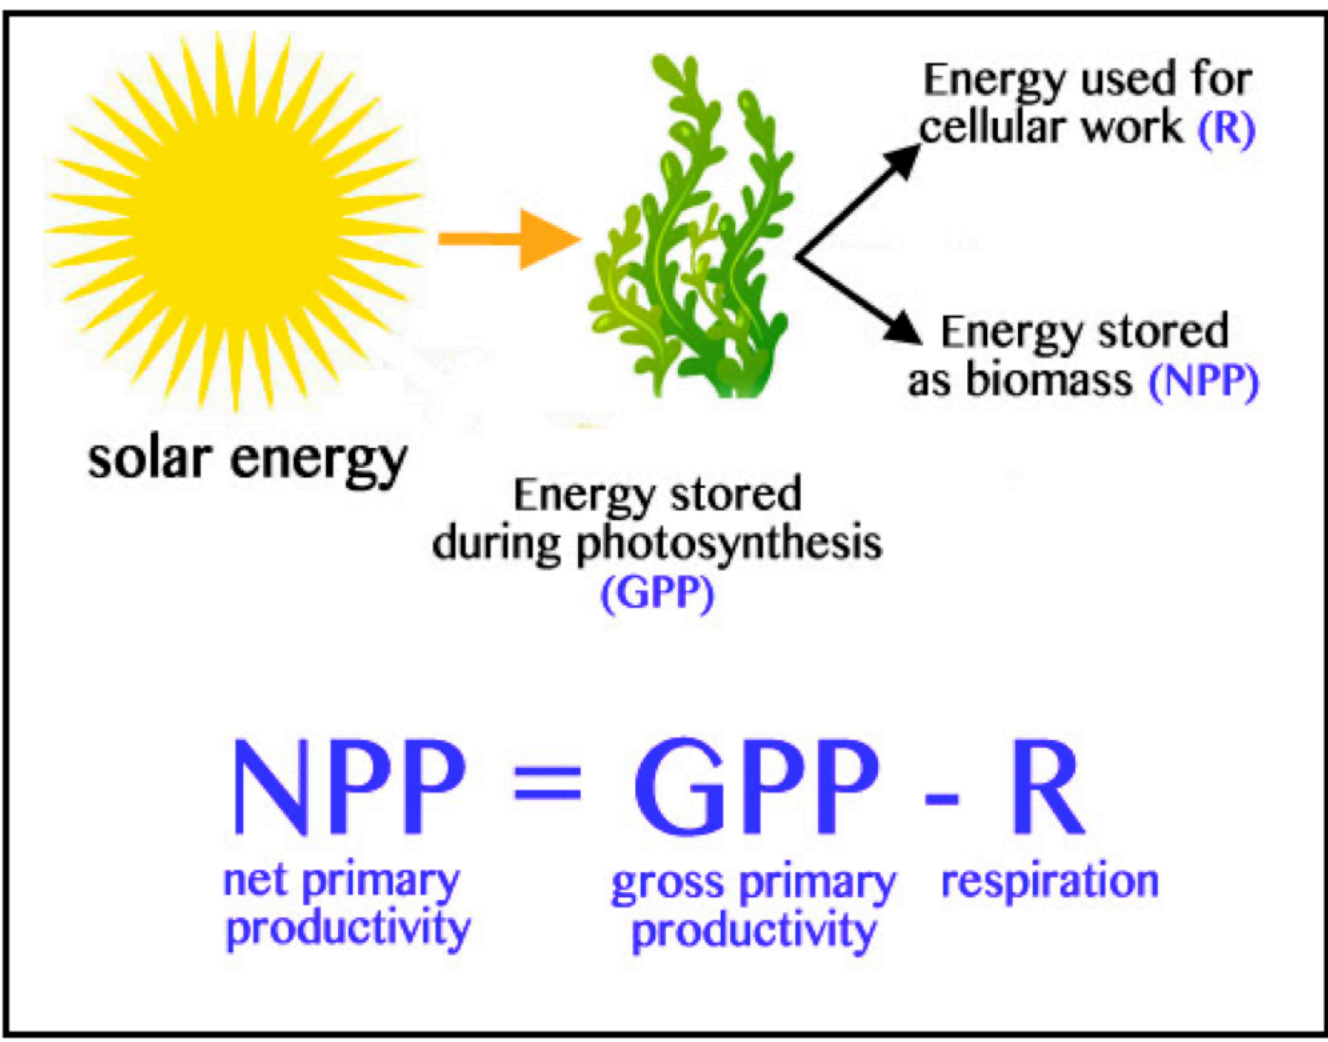 Energy used for
cellular work (R)
Energy stored
as biomass (NPP)
solar energy
Energy stored
during photosynthesis
(GPP)
NPP = GPP - R
net primary
productivity
gross primary
productivity
respiration